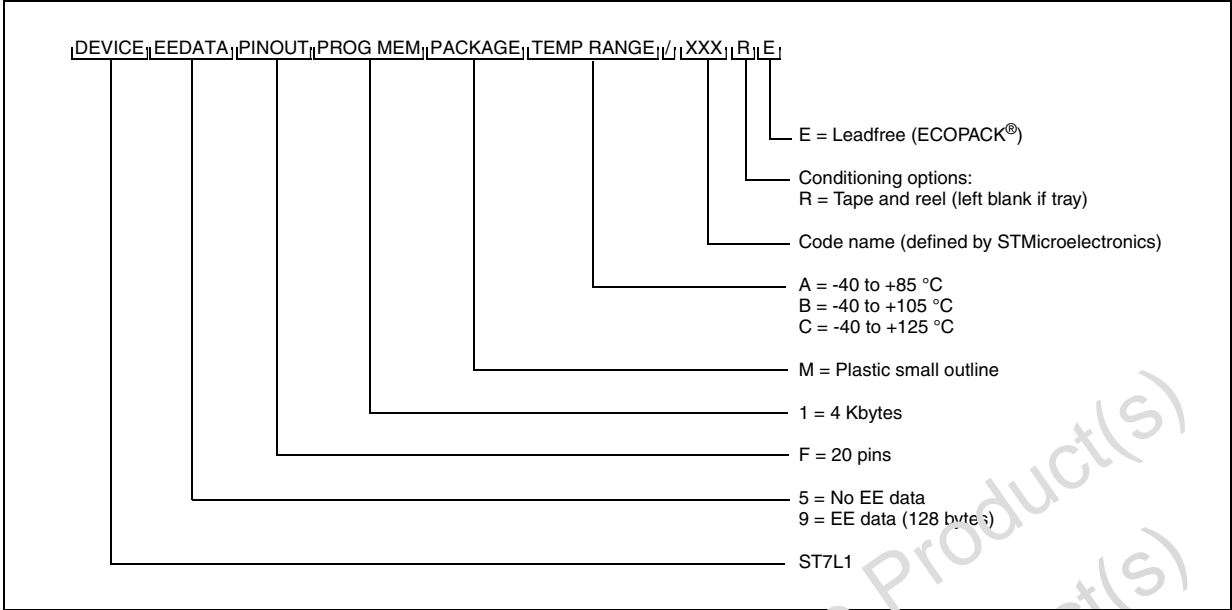 DEVICE EEDATA PINOUT PROG MEM PACKAGE TEMP RANGE / XXX R E
E = Leadfree (ECOPACK®)
Conditioning options:
R = Tape and reel (left blank if tray)
Code name (defined by STMicroelectronics)
A = -40 to +85 °C
B = -40 to +105 °C
C = -40 to +125 °C
M = Plastic small outline
1 = 4 Kbytes
F = 20 pins
5 = No EE data
9 = EE data (128 bytes)
ST7L1
Product(s)